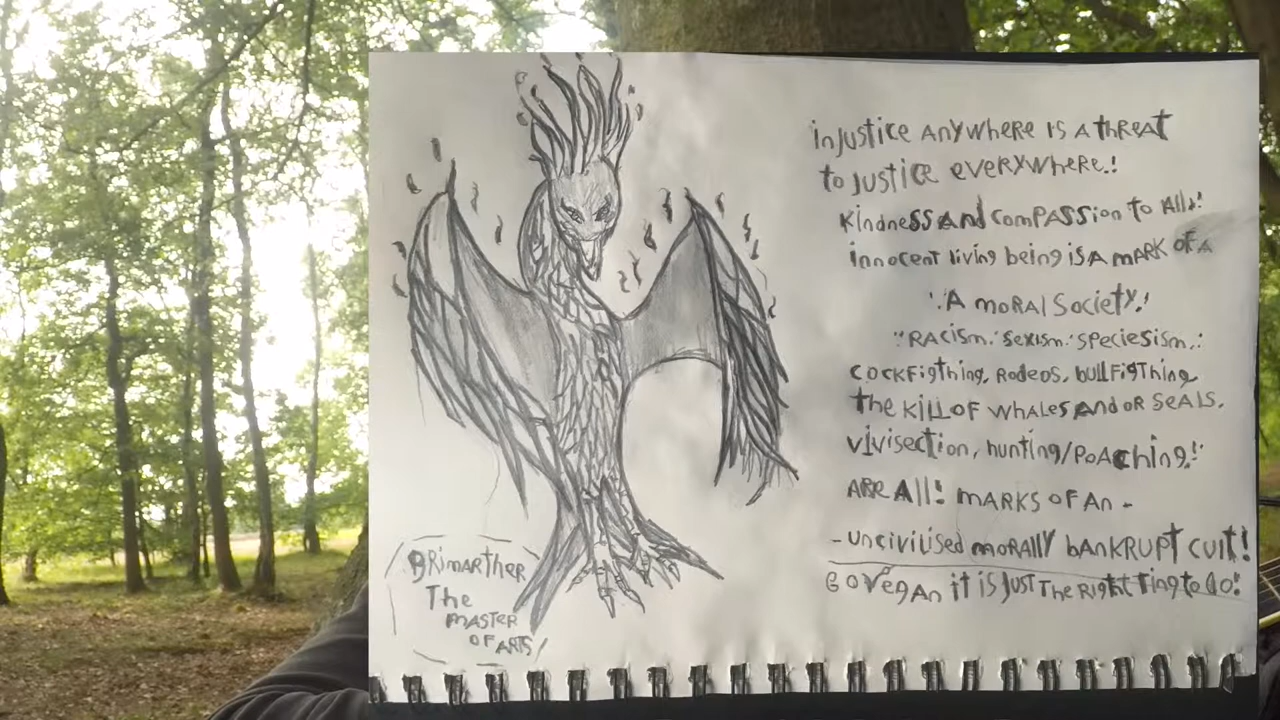 injustice anywhere is a threat
to justice everywhere.!
Kindness and compassion to all!
innocent living being is a mark of a
"A moral society.!
"Racism.' Sexism.' Speciesism.:
cockfigthing, Rodeos, bullfigthing
the kill of whales and or seals.
vivisection, hunting/poaching!"
ARE All! marks of an -
-uncivilised morally bankrupt cult!
Go vegan it is just the right ting to do!
Brimarther
The
master
of arts